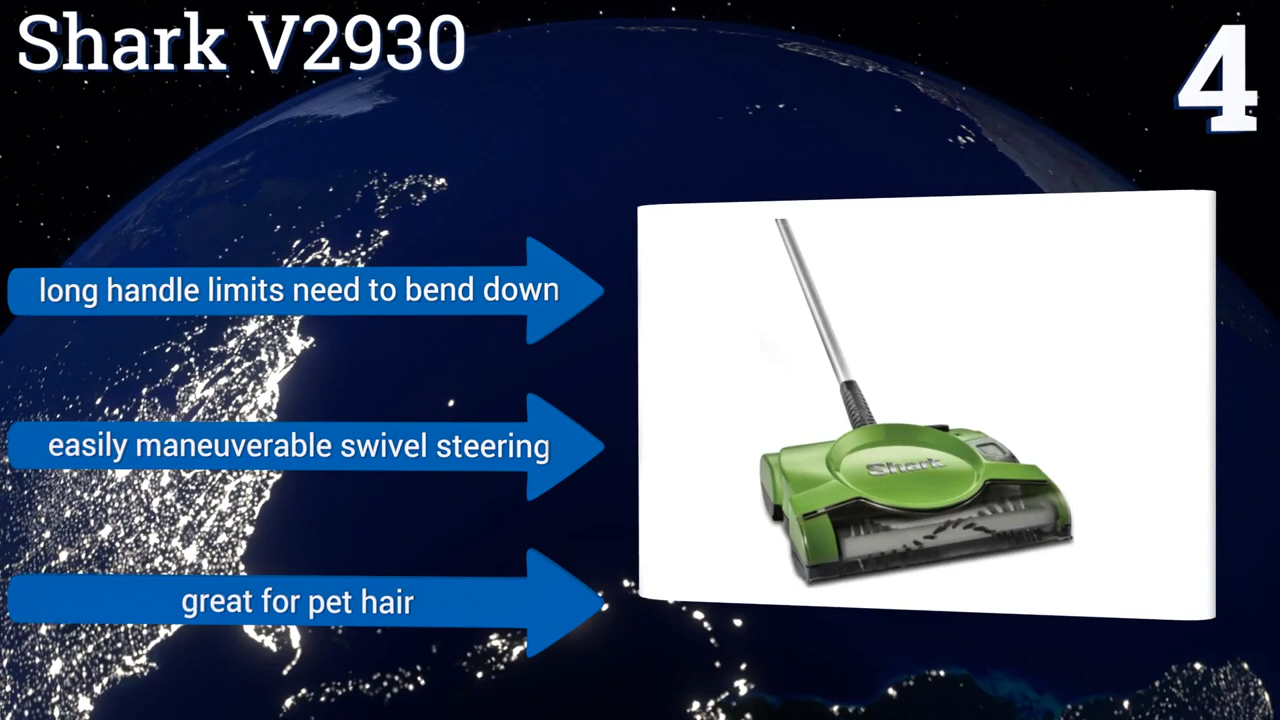 Shark V2930
4
long handle limits need to bend down
easily maneuverable swivel steering
great for pet hair
Shark